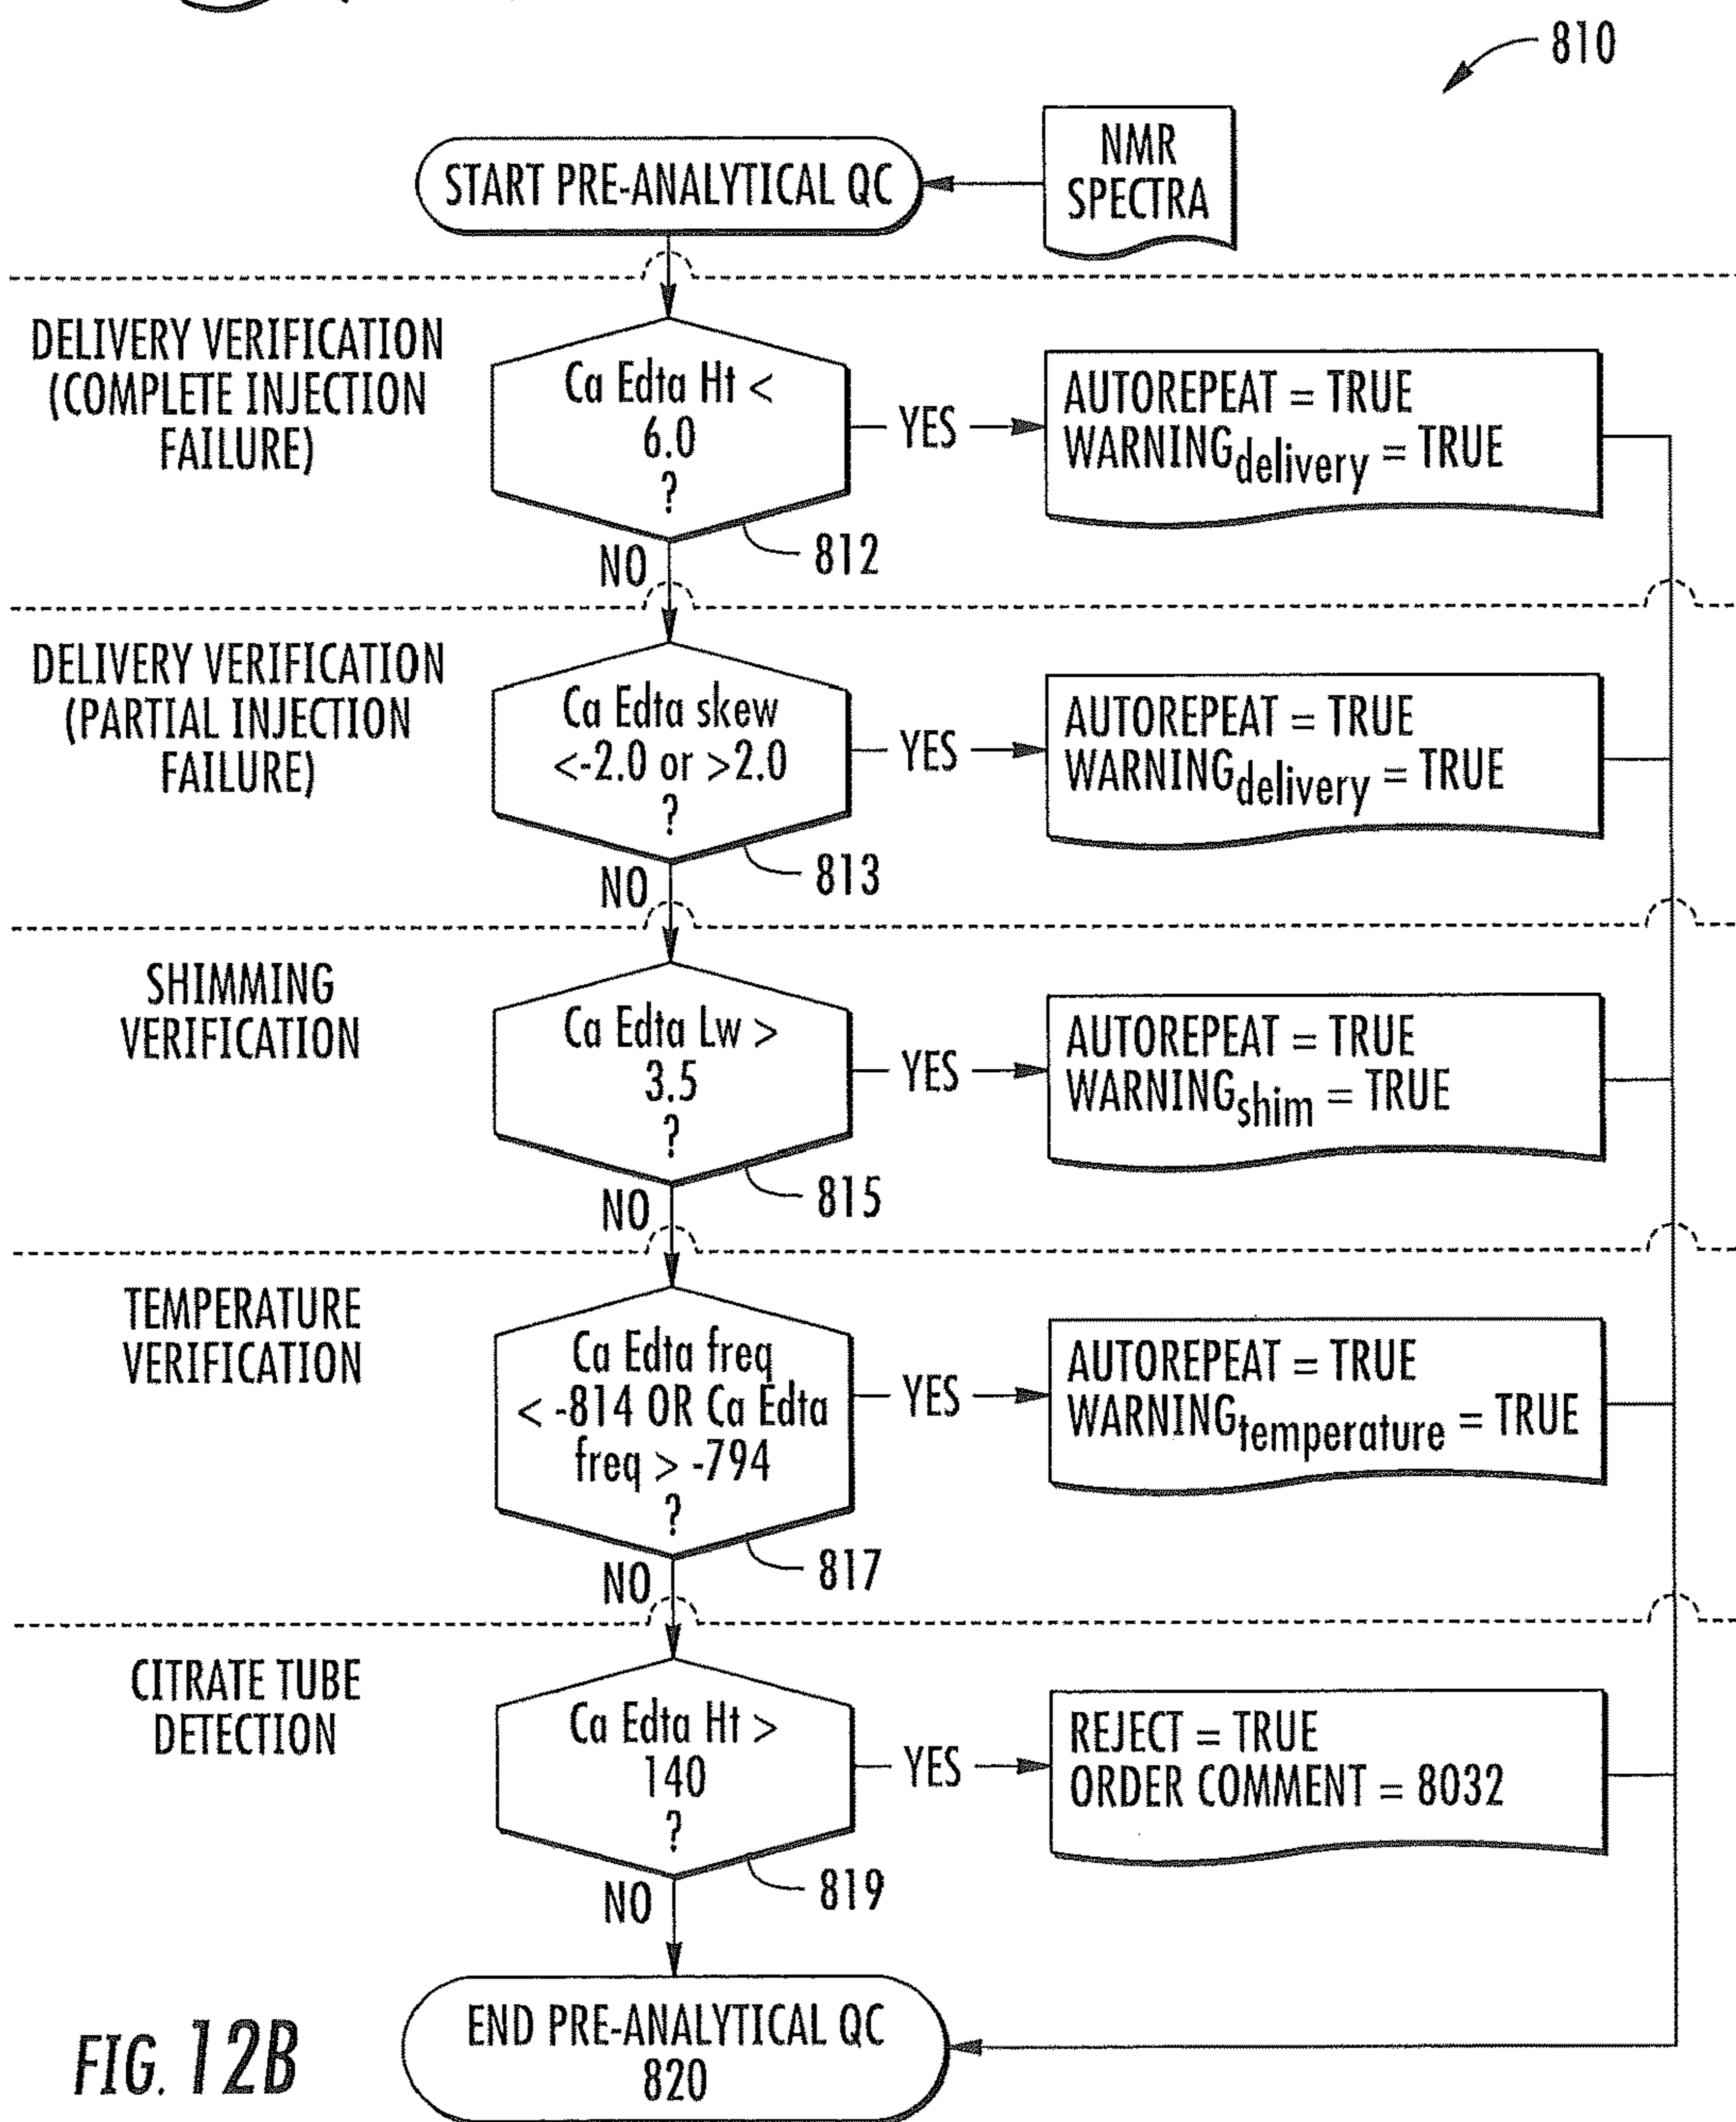 810
START PRE-ANALYTICAL QC
NMR
SPECTRA
DELIVERY VERIFICATION
(COMPLETE INJECTION
FAILURE)
Ca Edta Ht <
6.0
?
YES
AUTOREPEAT = TRUE
WARNINGdelivery = TRUE
812
NO
DELIVERY VERIFICATION
(PARTIAL INJECTION
FAILURE)
Ca Edta skew
<-2.0 or >2.0
?
YES
AUTOREPEAT = TRUE
WARNINGdelivery = TRUE
813
NO
SHIMMING
VERIFICATION
Ca Edta Lw >
3.5
?
YES
AUTOREPEAT = TRUE
WARNINGshim = TRUE
815
NO
TEMPERATURE
VERIFICATION
Ca Edta freq
< -814 OR Ca Edta
freq > -794
?
YES
AUTOREPEAT = TRUE
WARNINGtemperature = TRUE
817
NO
CITRATE TUBE
DETECTION
Ca Edta Ht >
140
?
YES
REJECT = TRUE
ORDER COMMENT = 8032
819
NO
END PRE-ANALYTICAL QC
820
FIG. 12B